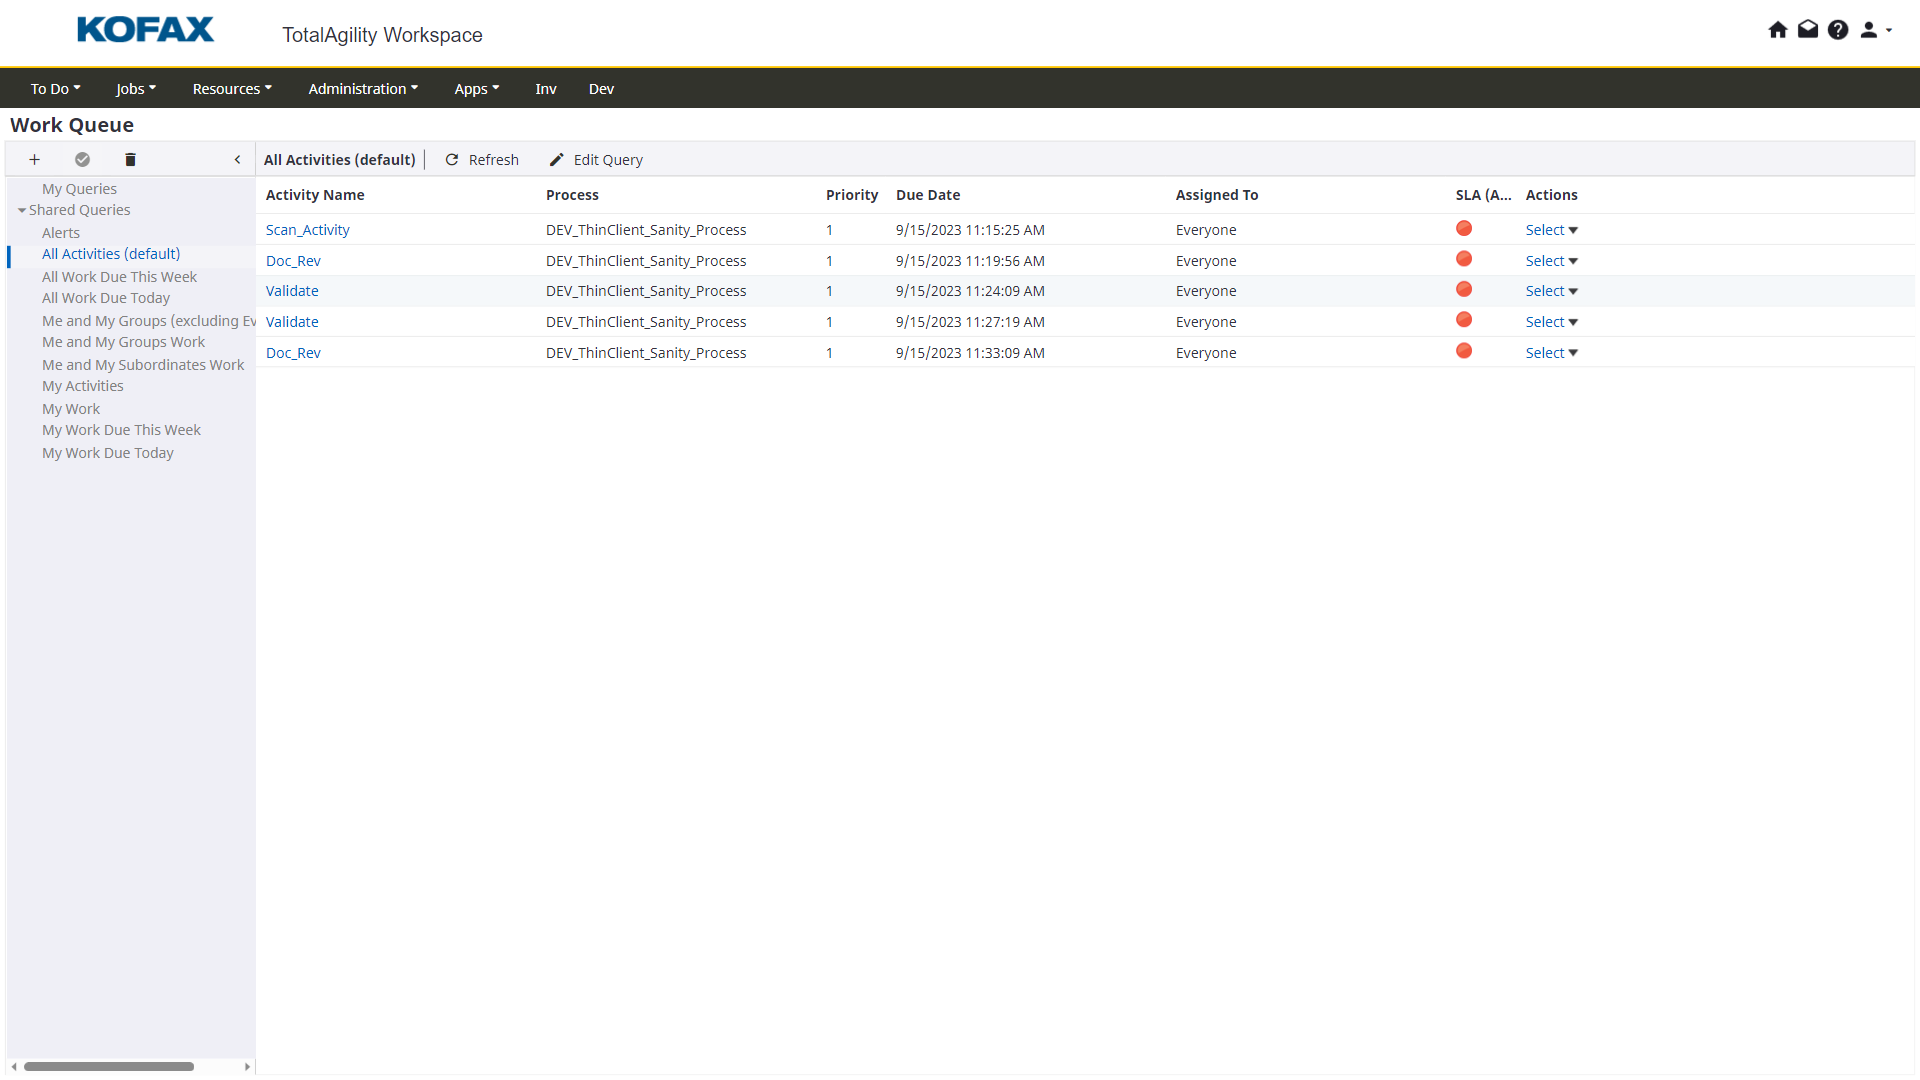 KOFAX
TotalAgility Workspace
To Do Jobs Resources Administration Apps Inv Dev
Work Queue
All Activities (default) Refresh Edit Query
My Queries
Shared Queries
Alerts
All Activities (default)
All Work Due This Week
All Work Due Today
Me and My Groups (excluding Ev
Me and My Groups Work
Me and My Subordinates Work
My Activities
My Work
My Work Due This Week
My Work Due Today
Activity Name Process Priority Due Date Assigned To SLA (A... Actions
Scan_Activity DEV_ThinClient_Sanity_Process 1 9/15/2023 11:15:25 AM Everyone Select
Doc_Rev DEV_ThinClient_Sanity_Process 1 9/15/2023 11:19:56 AM Everyone Select
Validate DEV_ThinClient_Sanity_Process 1 9/15/2023 11:24:09 AM Everyone Select
Validate DEV_ThinClient_Sanity_Process 1 9/15/2023 11:27:19 AM Everyone Select
Doc_Rev DEV_ThinClient_Sanity_Process 1 9/15/2023 11:33:09 AM Everyone Select